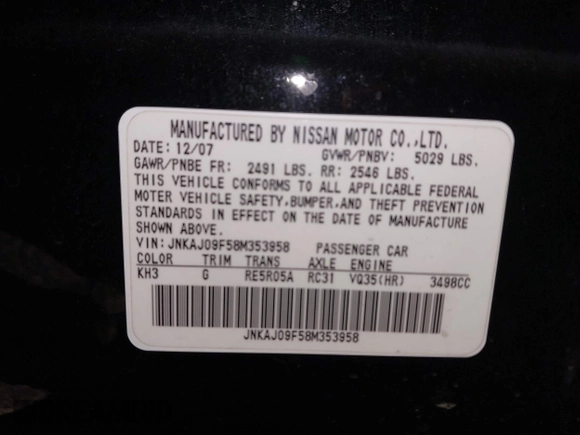 MANUFACTURED BY NISSAN MOTOR CO.,LTD.
DATE: 12/07 GVWR/PNBV: 5029 LBS.
GAWR/PNBE FR: 2491 LBS. RR: 2546 LBS.
THIS VEHICLE CONFORMS TO ALL APPLICABLE FEDERAL
MOTOR VEHICLE SAFETY,BUMPER,AND THEFT PREVENTION
STANDARDS IN EFFECT ON THE DATE OF MANUFACTURE
SHOWN ABOVE.
VIN: JNKAJ09F58M353958 PASSENGER CAR
COLOR TRIM TRANS AXLE ENGINE
KH3 G RE5R05A RC31 VQ35(HR) 3498CC
JNKAJ09F58M353958